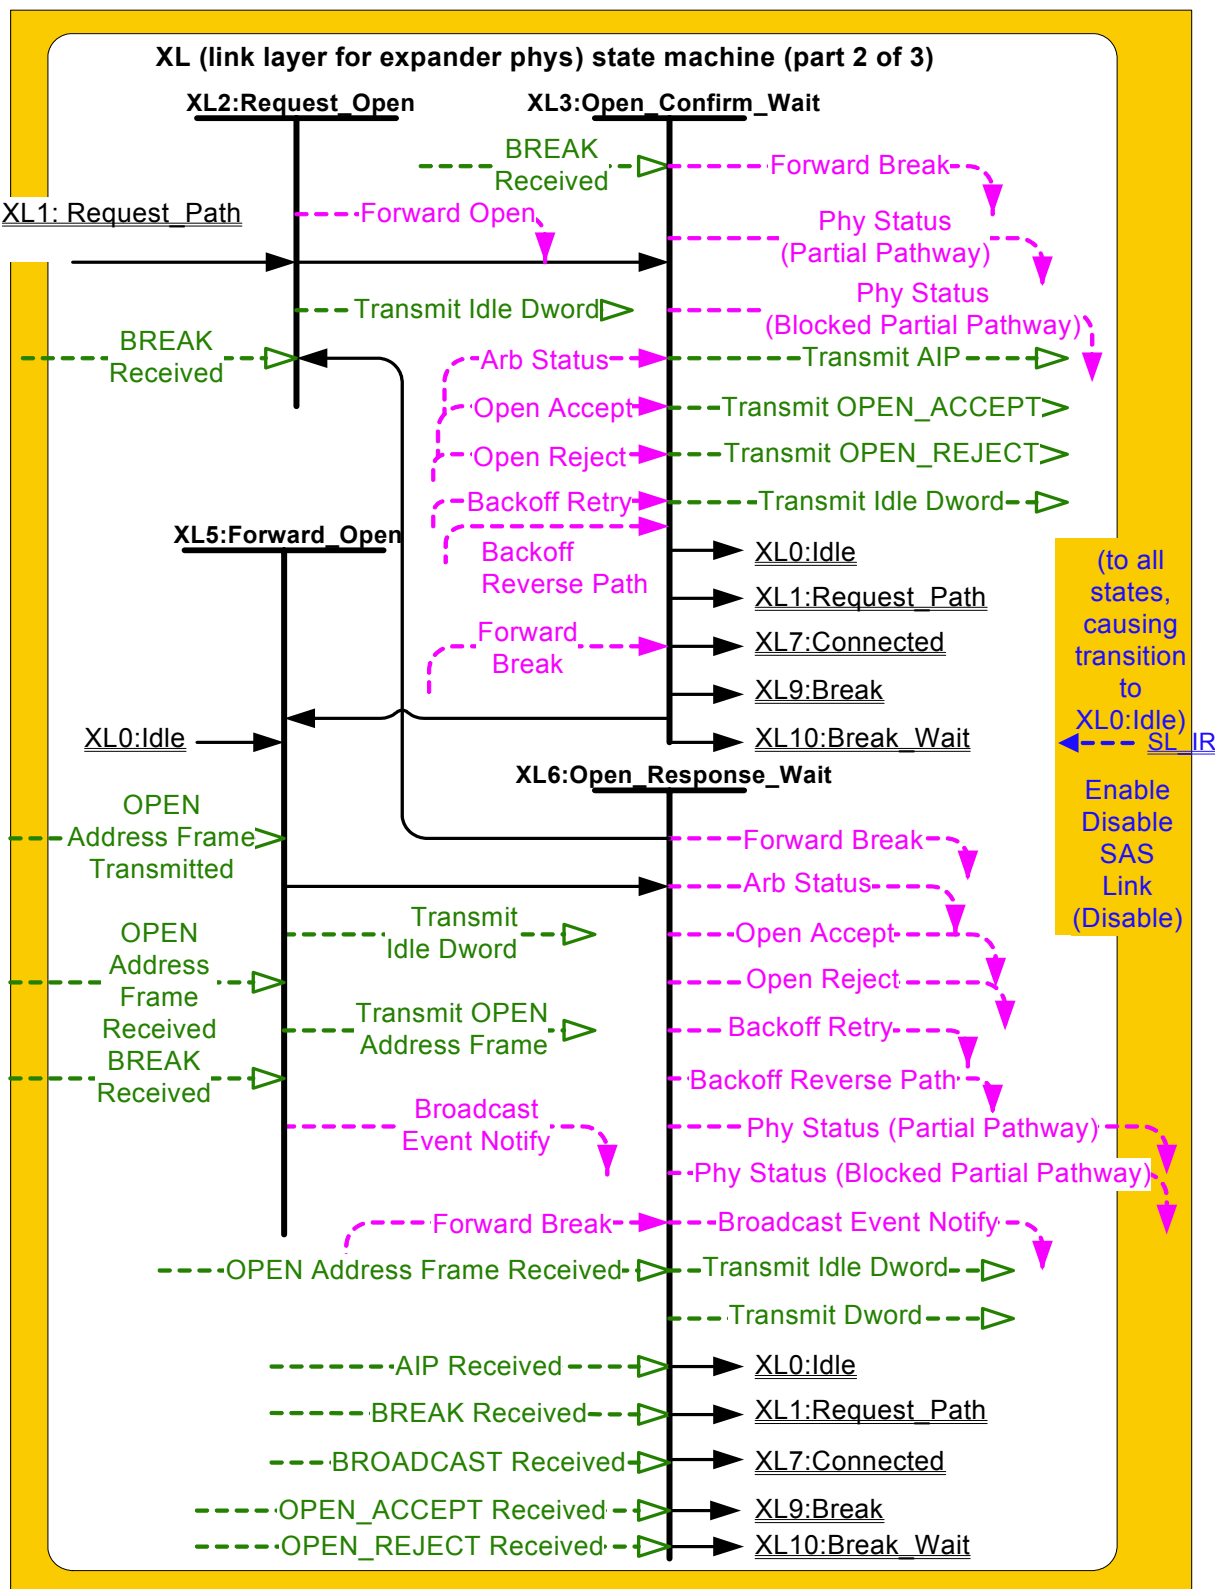 XL (link layer for expander phys) state machine (part 2 of 3)
XL2:Request_Open
XL3:Open_Confirm_Wait
BREAK
Received
Forward Break
XL1: Request_Path
Forward Open
Phy Status
(Partial Pathway)
Transmit Idle Dword
Phy Status
(Blocked Partial Pathway)
BREAK
Received
Arb Status
Transmit AIP
Open Accept
Transmit OPEN_ACCEPT
Open Reject
Transmit OPEN_REJECT
Backoff Retry
Transmit Idle Dword
XL5:Forward_Open
Backoff
Reverse Path
XL0:Idle
XL1:Request_Path
Forward
Break
XL7:Connected
XL9:Break
XL0:Idle
XL10:Break_Wait
(to all
states,
causing
transition
to
XL0:Idle)
SL_IR
Enable
Disable
SAS
Link
(Disable)
XL6:Open_Response_Wait
OPEN
Address Frame
Transmitted
Forward Break
Arb Status
Transmit
Idle Dword
Open Accept
OPEN
Address
Frame
Received
Open Reject
Transmit OPEN
Address Frame
Backoff Retry
BREAK
Received
Backoff Reverse Path
Broadcast
Event Notify
Phy Status (Partial Pathway)
Phy Status (Blocked Partial Pathway)
Forward Break
Broadcast Event Notify
OPEN Address Frame Received
Transmit Idle Dword
Transmit Dword
AIP Received
XL0:Idle
BREAK Received
XL1:Request_Path
BROADCAST Received
XL7:Connected
OPEN_ACCEPT Received
XL9:Break
OPEN_REJECT Received
XL10:Break_Wait